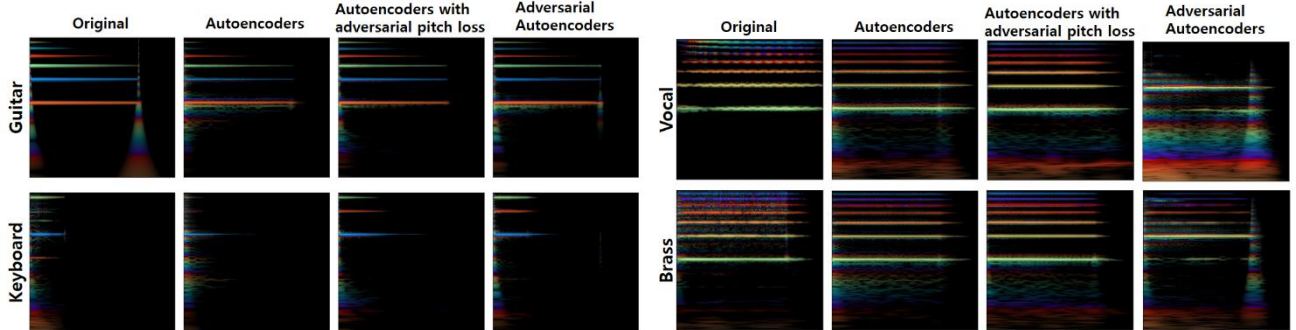 Original
Autoencoders
Autoencoders with
adversarial pitch loss
Adversarial
Autoencoders
Guitar
Keyboard
Original
Autoencoders
Autoencoders with
adversarial pitch loss
Adversarial
Autoencoders
Vocal
Brass